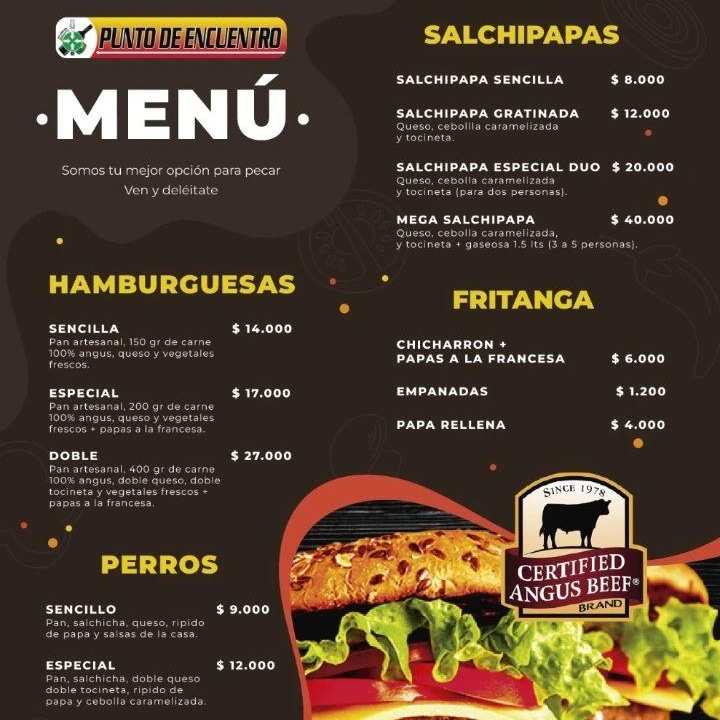 PUNTO DE ENCUENTRO
·MENÚ·
Somos tu mejor opción para pecar
Ven y deléitate
HAMBURGUESAS
SENCILLA $ 14.000
Pan artesanal, 150 gr de carne
100% angus, queso y vegetales
frescos.
ESPECIAL $ 17.000
Pan artesanal, 200 gr de carne
100% angus, queso y vegetales
frescos + papas a la francesa.
DOBLE $ 27.000
Pan artesanal, 400 gr de carne
100% angus, doble queso, doble
tocineta y vegetales frescos +
papas a la francesa.
PERROS
SENCILLO $ 9.000
Pan, salchicha, queso, ripido
de papa y salsas de la casa.
ESPECIAL $ 12.000
Pan, salchicha, doble queso
doble tocineta, ripido de
papa y cebolla caramelizada.
SALCHIPAPAS
SALCHIPAPA SENCILLA $ 8.000
SALCHIPAPA GRATINADA $ 12.000
Queso, cebollla caramelizada
y tocineta.
SALCHIPAPA ESPECIAL DUO $ 20.000
Queso, cebolla caramelizada
y tocineta (para dos personas).
MEGA SALCHIPAPA $ 40.000
Queso, cebolla caramelizada,
y tocineta + gaseosa 1.5 lts (3 a 5 personas).
FRITANGA
CHICHARRON +
PAPAS A LA FRANCESA $ 6.000
EMPANADAS $ 1.200
PAPA RELLENA $ 4.000
SINCE 1978
CERTIFIED
ANGUS BEEF®
BRAND